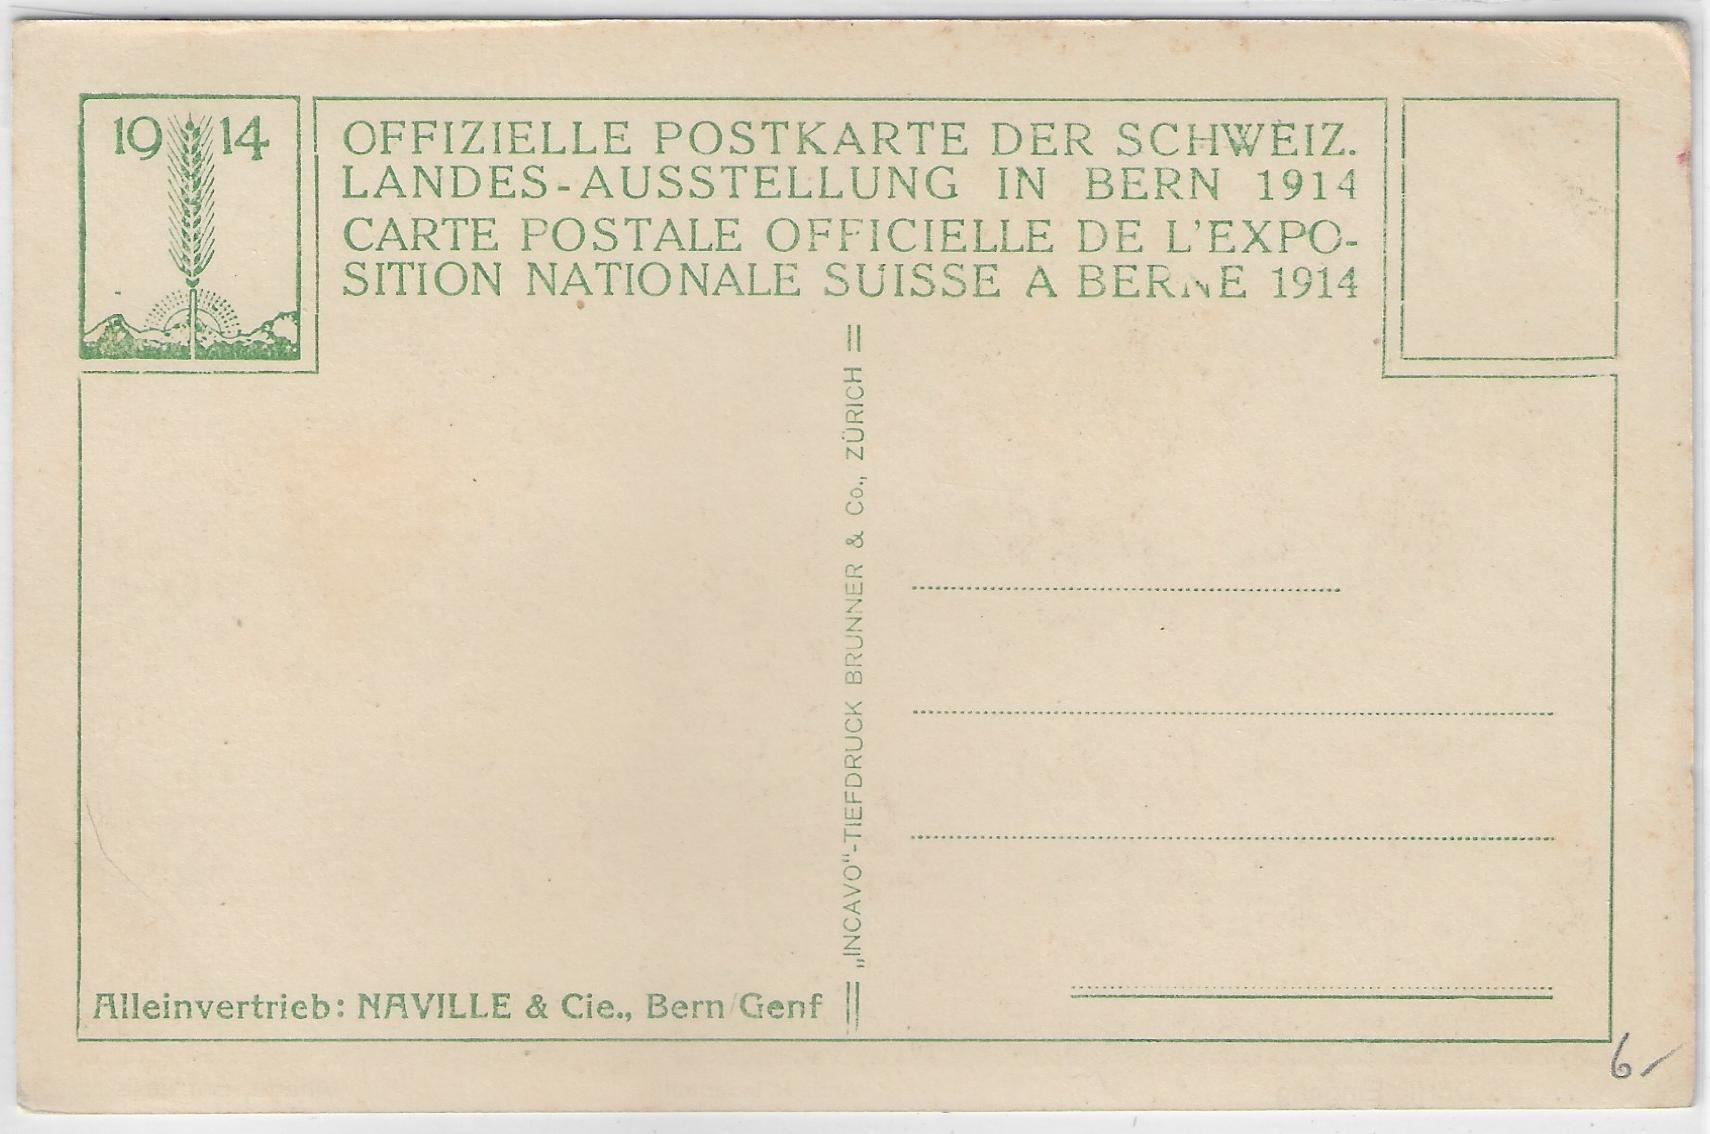 1914
OFFIZIELLE POSTKARTE DER SCHWEIZ.
LANDES-AUSSTELLUNG IN BERN 1914
CARTE POSTALE OFFICIELLE DE L'EXPO-
SITION NATIONALE SUISSE A BERNE 1914
„INCAVO"-TIEFDRUCK BRUNNER & Co., ZÜRICH
Alleinvertrieb: NAVILLE & Cie., Bern/Genf
6-